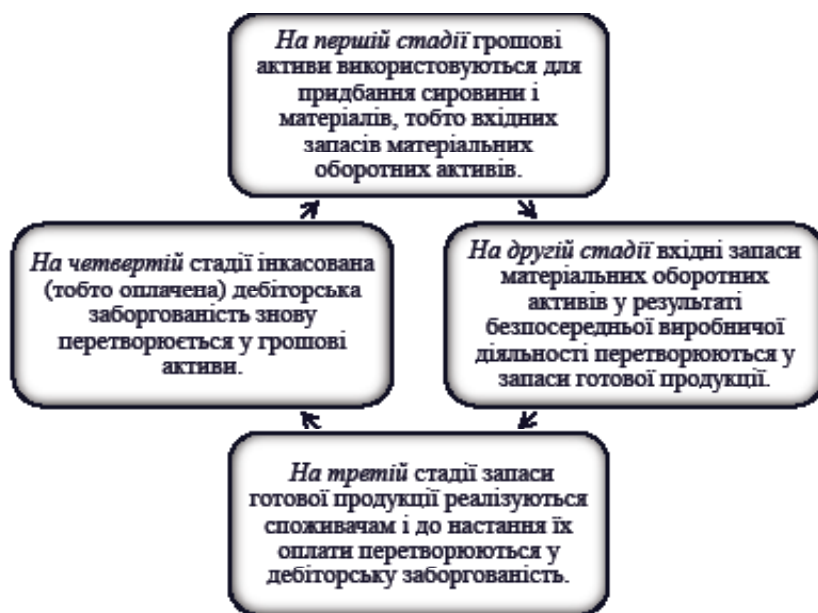 На першій стадії грошові
активи використовуються для
придбання сировини і
матеріалів, тобто вхідних
запасів матеріальних
оборотних активів.
На другій стадії вхідні запаси
матеріальних оборотних
активів у результаті
безпосередньої виробничої
діяльності перетворюються у
запаси готової продукції.
На третій стадії запаси
готової продукції реалізуються
споживачам і до настання їх
оплати перетворюються у
дебіторську заборгованість.
На четвертій стадії інкасована
(тобто оплачена) дебіторська
заборгованість знову
перетворюється у грошові
активи.